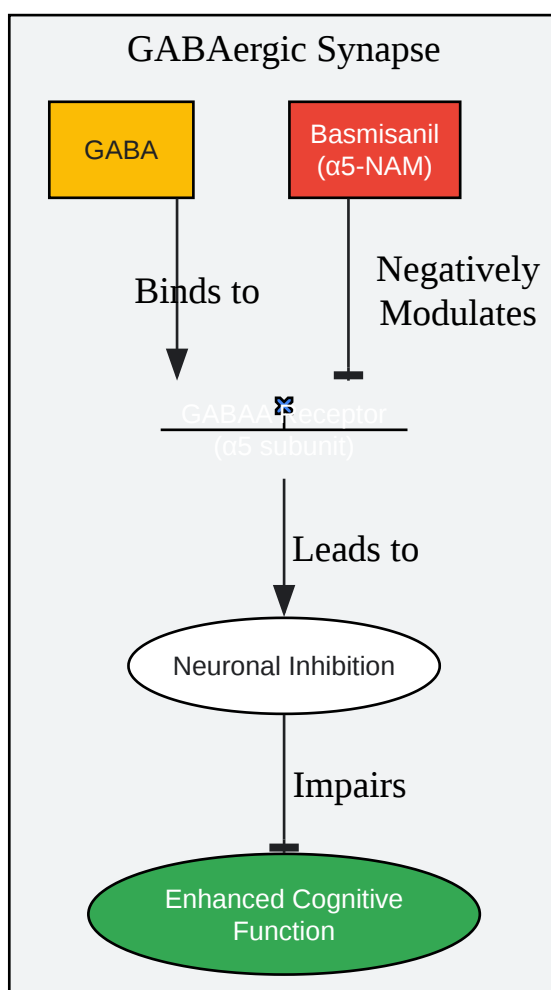 GABAergic Synapse
GABA
Basmisanil
(α5-NAM)
Binds to
Negatively
Modulates
GABAA Receptor
(α5 subunit)
Leads to
Neuronal Inhibition
Impairs
Enhanced Cognitive
Function